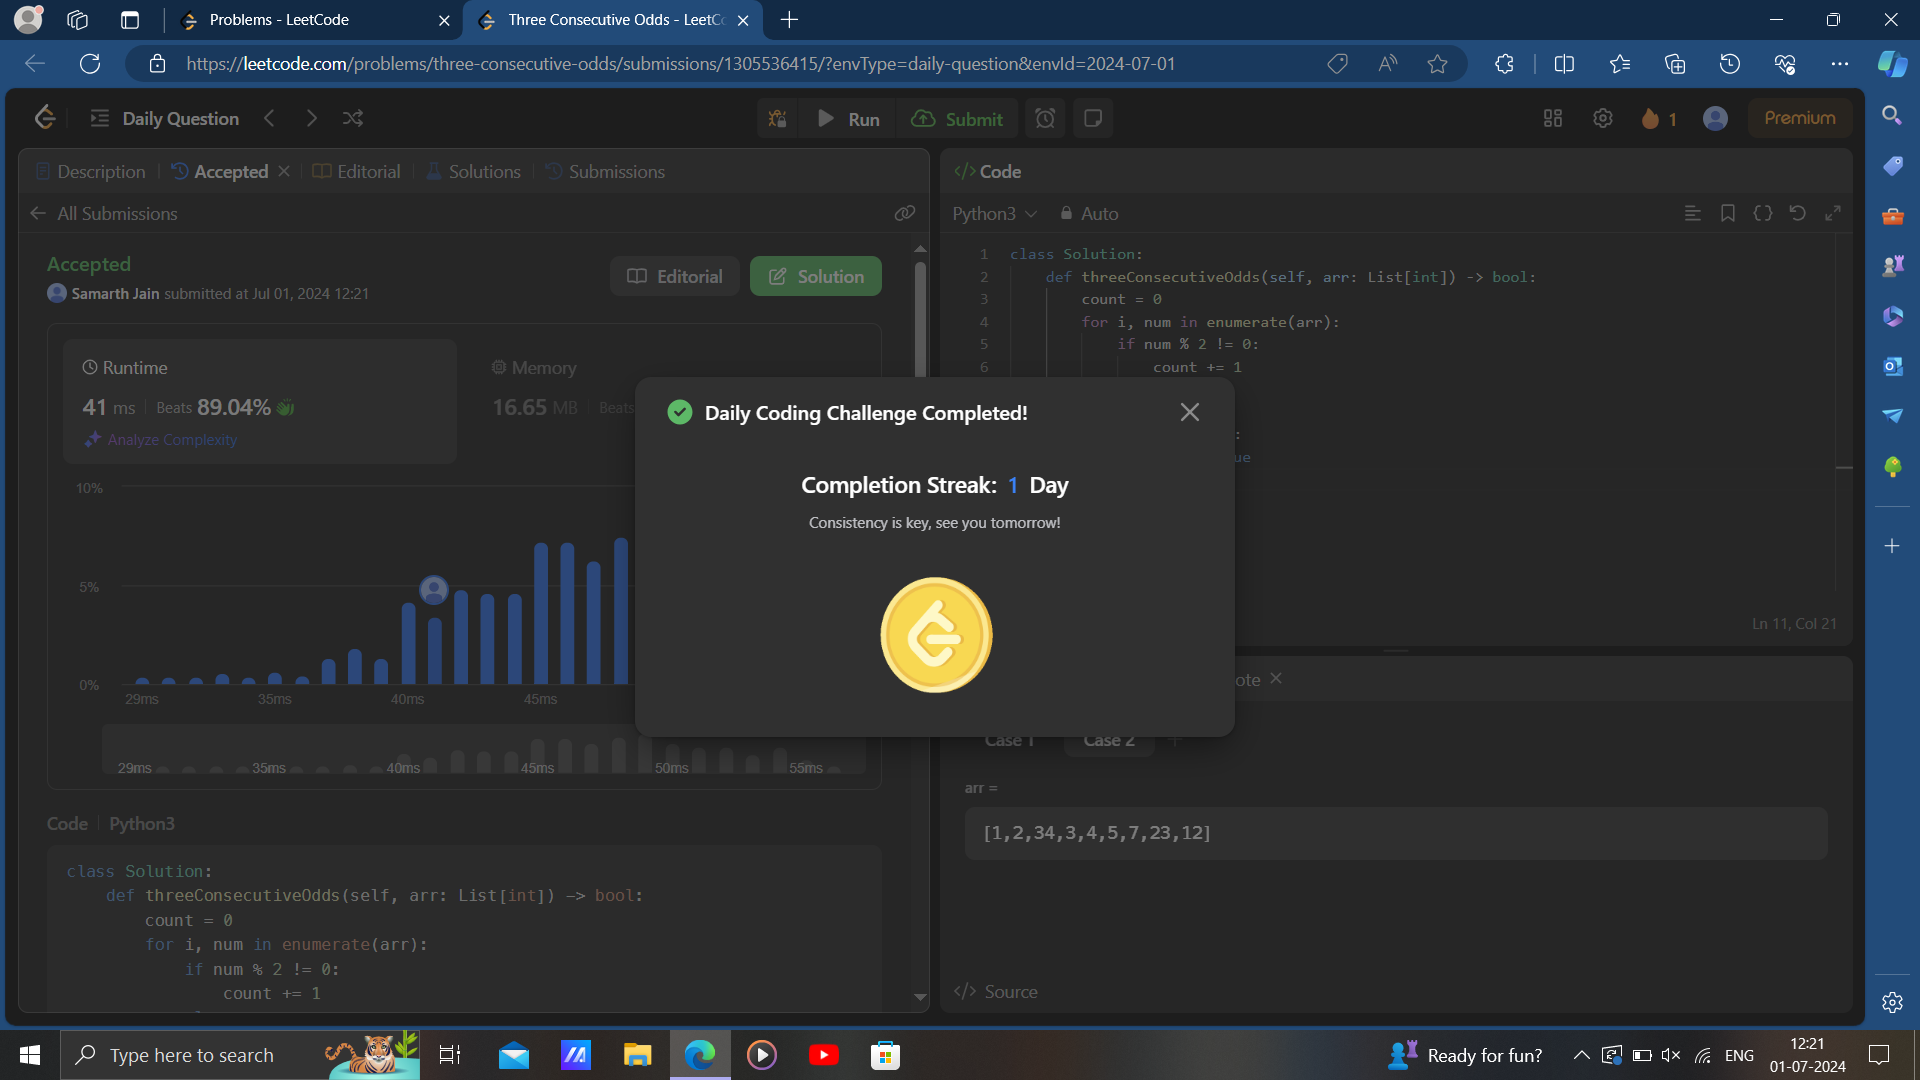 Problems - LeetCode
Three Consecutive Odds - LeetCo
https://leetcode.com/problems/three-consecutive-odds/submissions/1305536415/?envType=daily-question&envId=2024-07-01
Daily Question
Run
Submit
1
Premium
Description
Accepted
Editorial
Solutions
Submissions
All Submissions
Accepted
Samarth Jain submitted at Jul 01, 2024 12:21
Editorial
Solution
Runtime
41 ms
Beats 89.04%
Analyze Complexity
Memory
16.65 MB
Beats
10%
5%
0%
29ms 35ms 40ms 45ms
29ms 35ms 40ms 45ms 50ms 55ms
Code
Python3
class Solution:
def threeConsecutiveOdds(self, arr: List[int]) -> bool:
count = 0
for i, num in enumerate(arr):
if num % 2 != 0:
count += 1
Daily Coding Challenge Completed!
Completion Streak: 1 Day
Consistency is key, see you tomorrow!
</> Code
Python3
Auto
1 class Solution:
2 def threeConsecutiveOdds(self, arr: List[int]) -> bool:
3 count = 0
4 for i, num in enumerate(arr):
5 if num % 2 != 0:
6 count += 1
:
ue
Ln 11, Col 21
ote
Case 1
Case 2
arr =
[1,2,34,3,4,5,7,23,12]
</> Source
Type here to search
Ready for fun?
ENG
12:21
01-07-2024